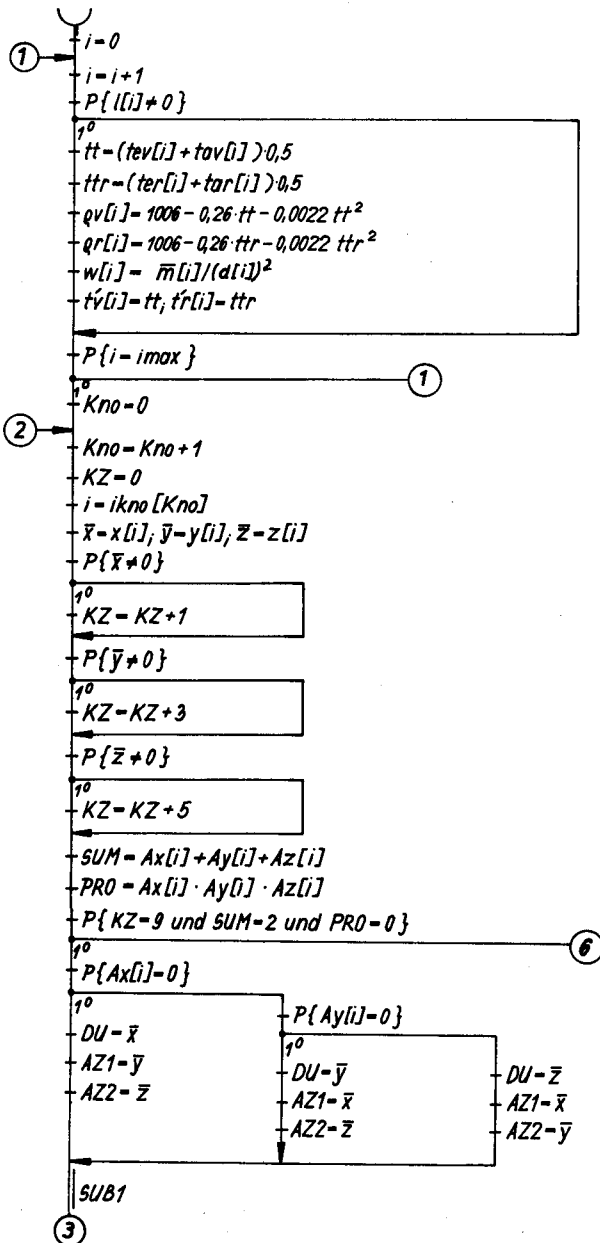 i=0
1
i=i+1
P{l[i]≠0}
1⁰
tt=(tev[i]+tav[i])·0,5
ttr=(ter[i]+tar[i])·0,5
ϱv[i]=1006-0,26·tt-0,0022 tt²
ϱr[i]=1006-0,26·ttr-0,0022 ttr²
w[i]= m̅[i]/(d[i])²
t́v[i]=tt; t́r[i]=ttr
P{i=imax}
1
1⁰
Kno=0
2
Kno=Kno+1
KZ=0
i=ikno[Kno]
x̅=x[i]; y̅=y[i]; z̅=z[i]
P{x̅≠0}
1⁰
KZ=KZ+1
P{y̅≠0}
1⁰
KZ=KZ+3
P{z̅≠0}
1⁰
KZ=KZ+5
SUM=Ax[i]+Ay[i]+Az[i]
PRO=Ax[i]·Ay[i]·Az[i]
P{KZ=9 und SUM=2 und PRO=0}
6
1⁰
P{Ax[i]=0}
1⁰
DU=x̅
AZ1=y̅
AZ2=z̅
P{Ay[i]=0}
1⁰
DU=y̅
AZ1=x̅
AZ2=z̅
DU=z̅
AZ1=x̅
AZ2=y̅
SUB1
3